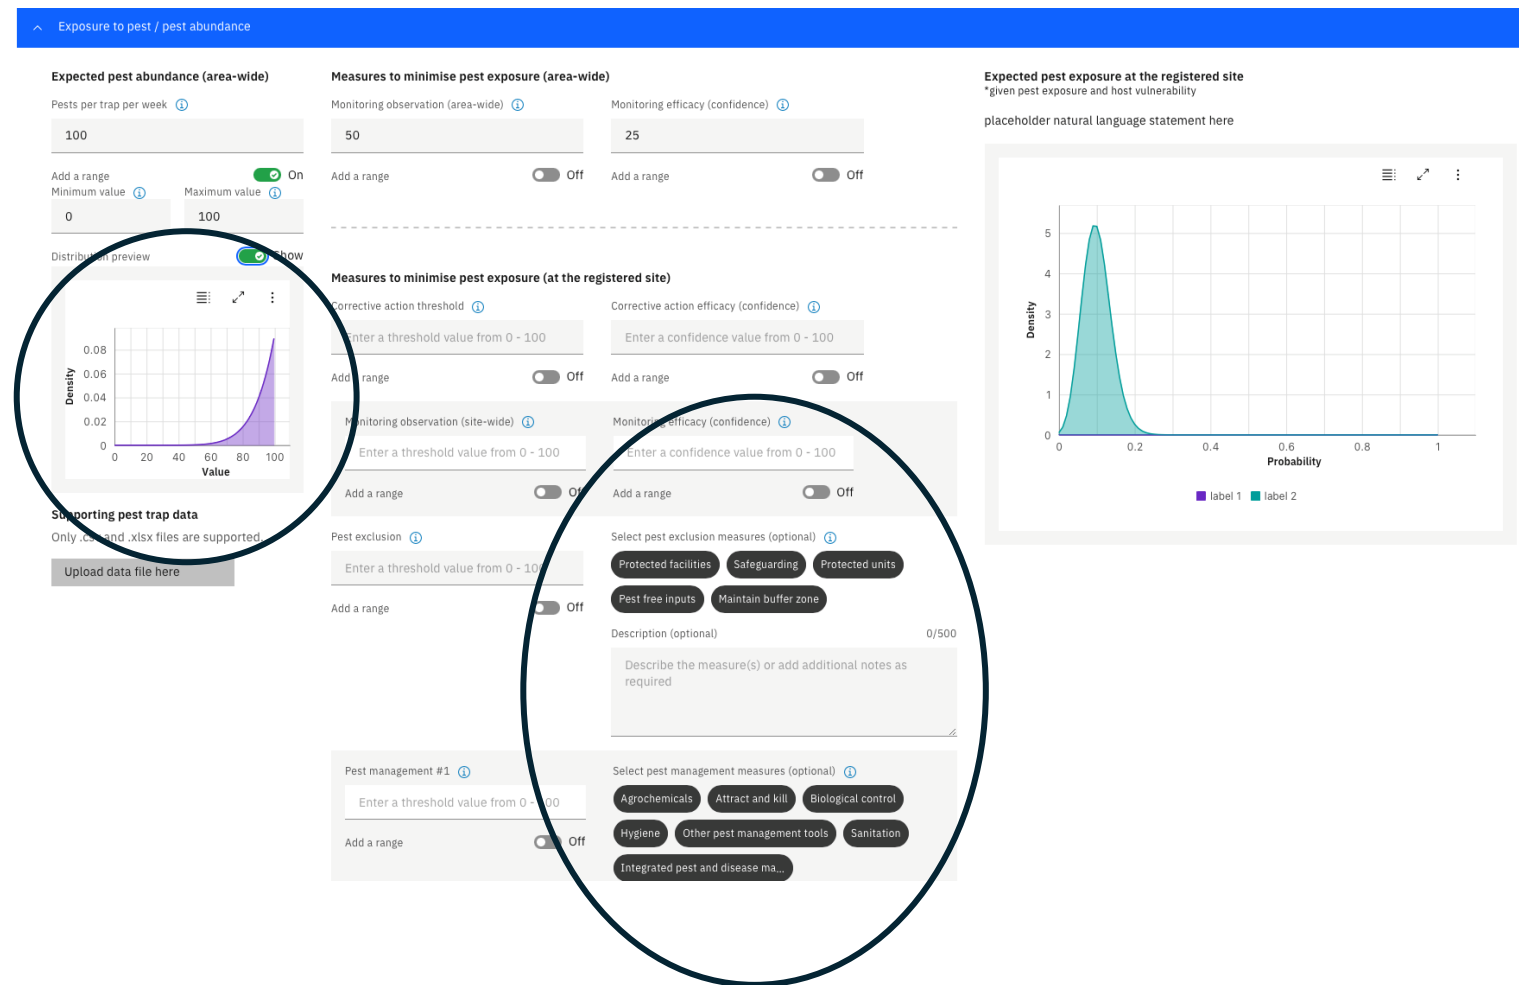 Exposure to pest / pest abundance
Expected pest abundance (area-wide)
Pests per trap per week
100
Add a range
On
Minimum value
Maximum value
0
100
Distribution preview
Show
0.08
0.06
0.04
0.02
0
Density
0 20 40 60 80 100
Value
Supporting pest trap data
Only .csv and .xlsx files are supported.
Upload data file here
Measures to minimise pest exposure (area-wide)
Monitoring observation (area-wide)
50
Add a range
Off
Monitoring efficacy (confidence)
25
Add a range
Off
Measures to minimise pest exposure (at the registered site)
Corrective action threshold
Enter a threshold value from 0 - 100
Add a range
Off
Corrective action efficacy (confidence)
Enter a confidence value from 0 - 100
Add a range
Off
Monitoring observation (site-wide)
Enter a threshold value from 0 - 100
Add a range
Off
Monitoring efficacy (confidence)
Enter a confidence value from 0 - 100
Add a range
Off
Pest exclusion
Enter a threshold value from 0 - 100
Add a range
Off
Select pest exclusion measures (optional)
Protected facilities
Safeguarding
Protected units
Pest free inputs
Maintain buffer zone
Description (optional)
0/500
Describe the measure(s) or add additional notes as
required
Pest management #1
Enter a threshold value from 0 - 100
Add a range
Off
Select pest management measures (optional)
Agrochemicals
Attract and kill
Biological control
Hygiene
Other pest management tools
Sanitation
Integrated pest and disease ma...
Expected pest exposure at the registered site
*given pest exposure and host vulnerability
placeholder natural language statement here
5
4
3
2
1
0
Density
0 0.2 0.4 0.6 0.8 1
Probability
label 1
label 2